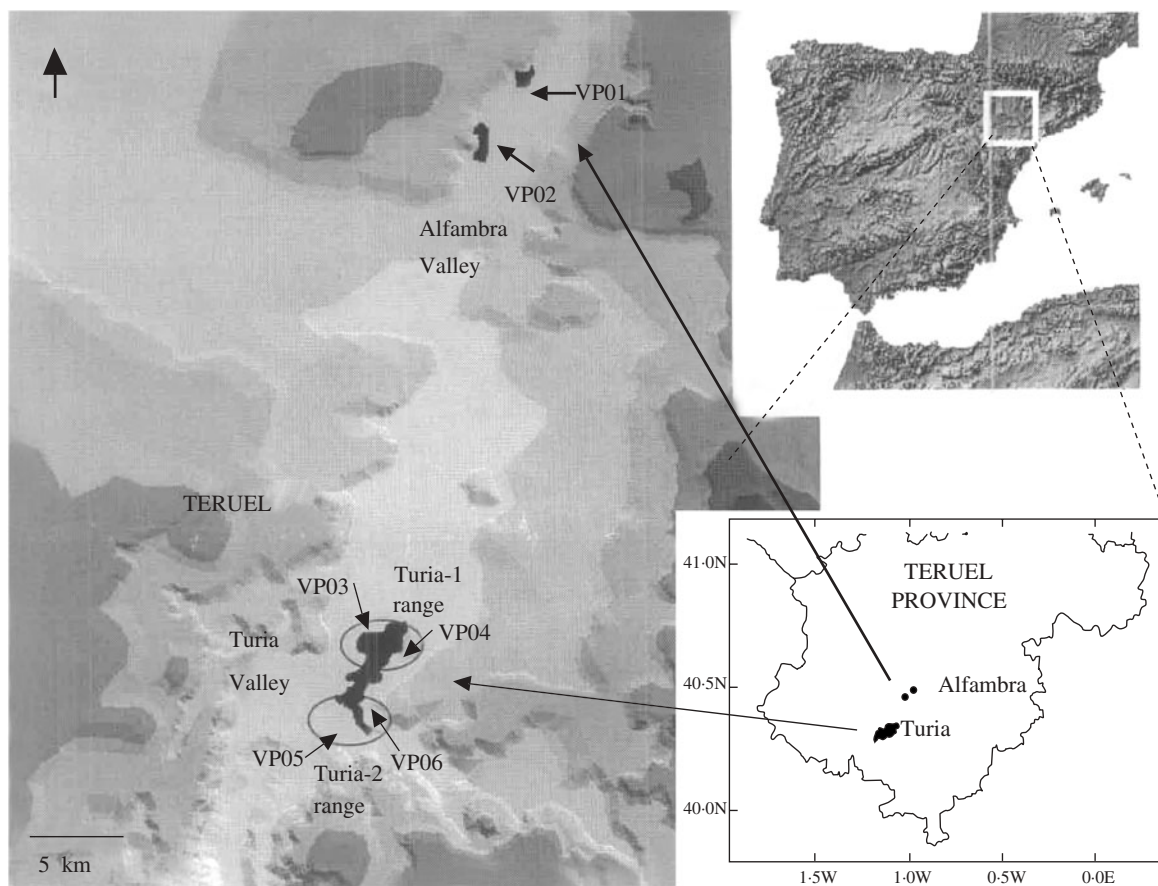 VP01
VP02
Alfambra
Valley
TERUEL
VP03
Turia-1
range
VP04
Turia
Valley
VP05
VP06
Turia-2
range
5 km
41·0N
40·5N
40·0N
TERUEL
PROVINCE
Alfambra
Turia
1·5W
1·0W
0·5W
0·0E